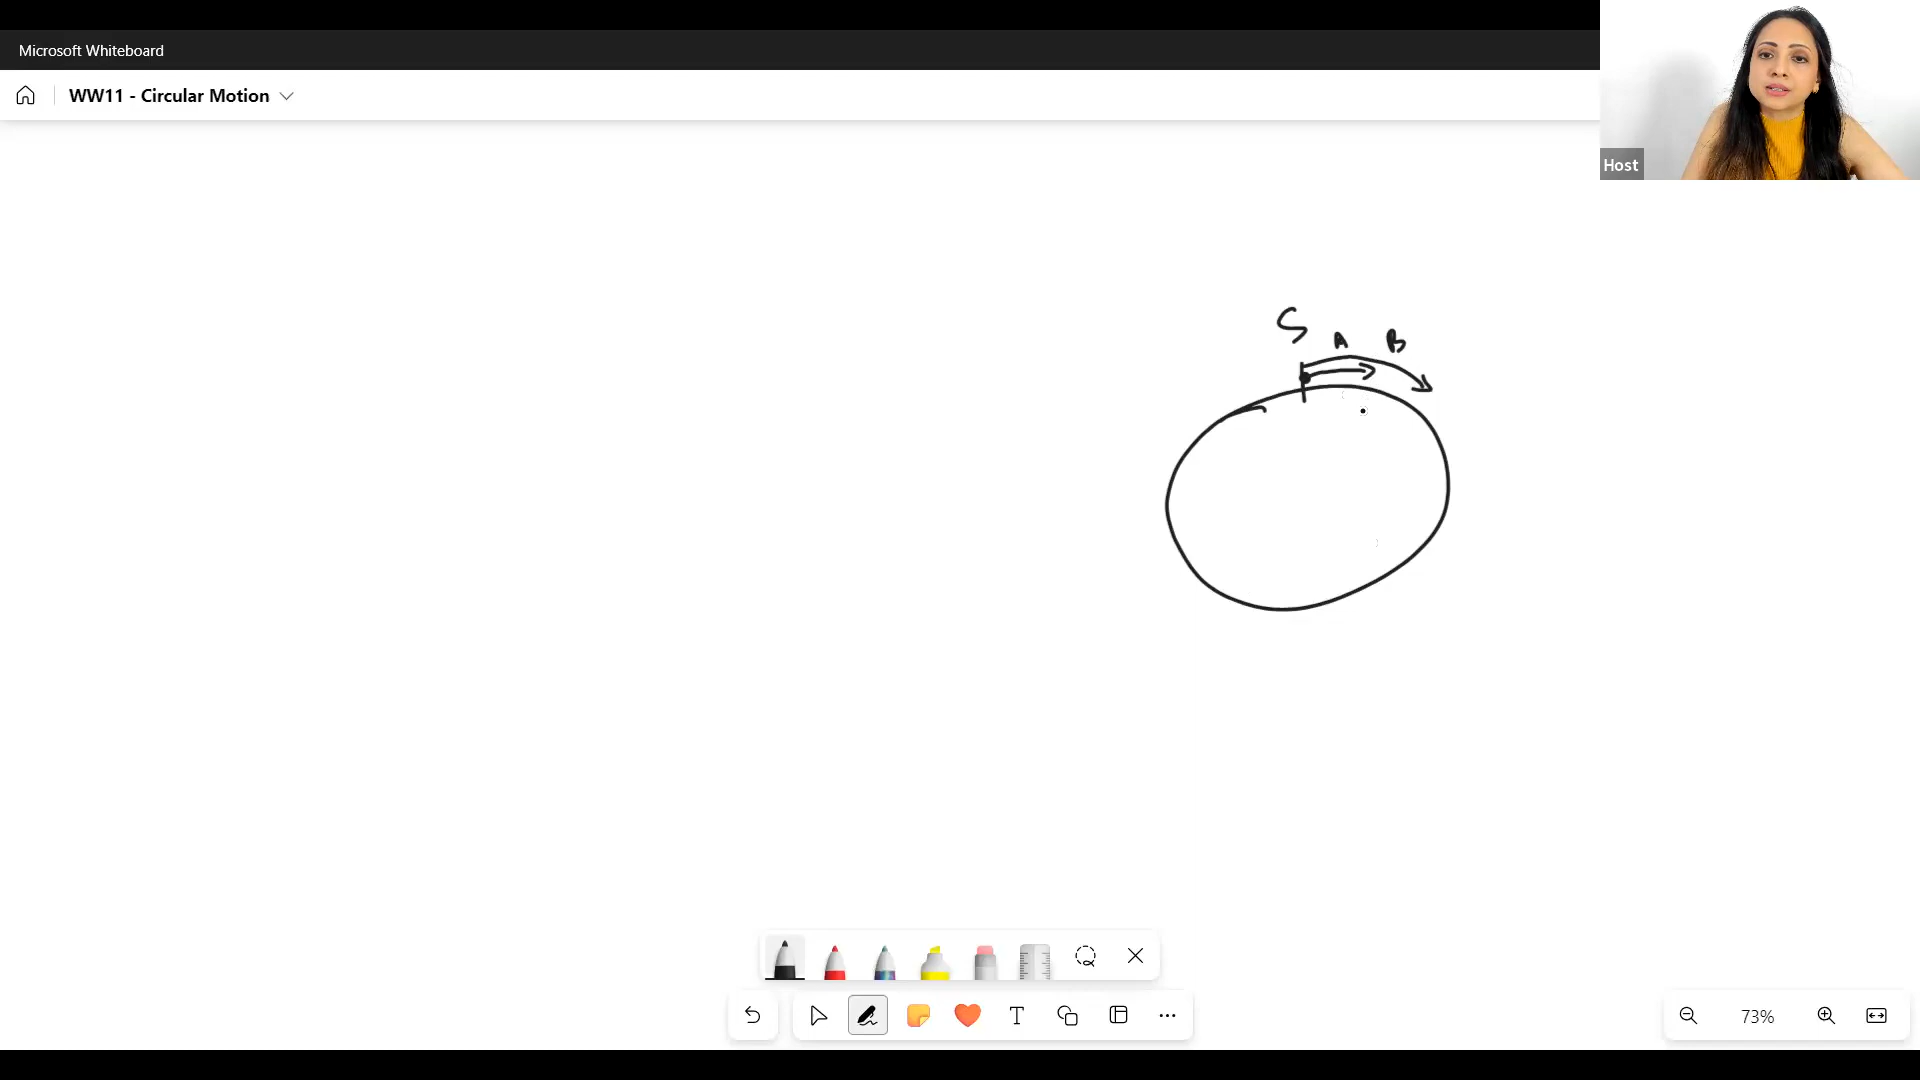 Microsoft Whiteboard
WW11 - Circular Motion
Host
S
A B
73%